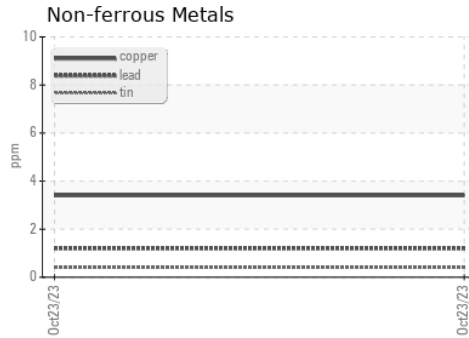 Non-ferrous Metals
10
8
6
4
2
0
ppm
copper
lead
tin
Oct23/23
Oct23/23